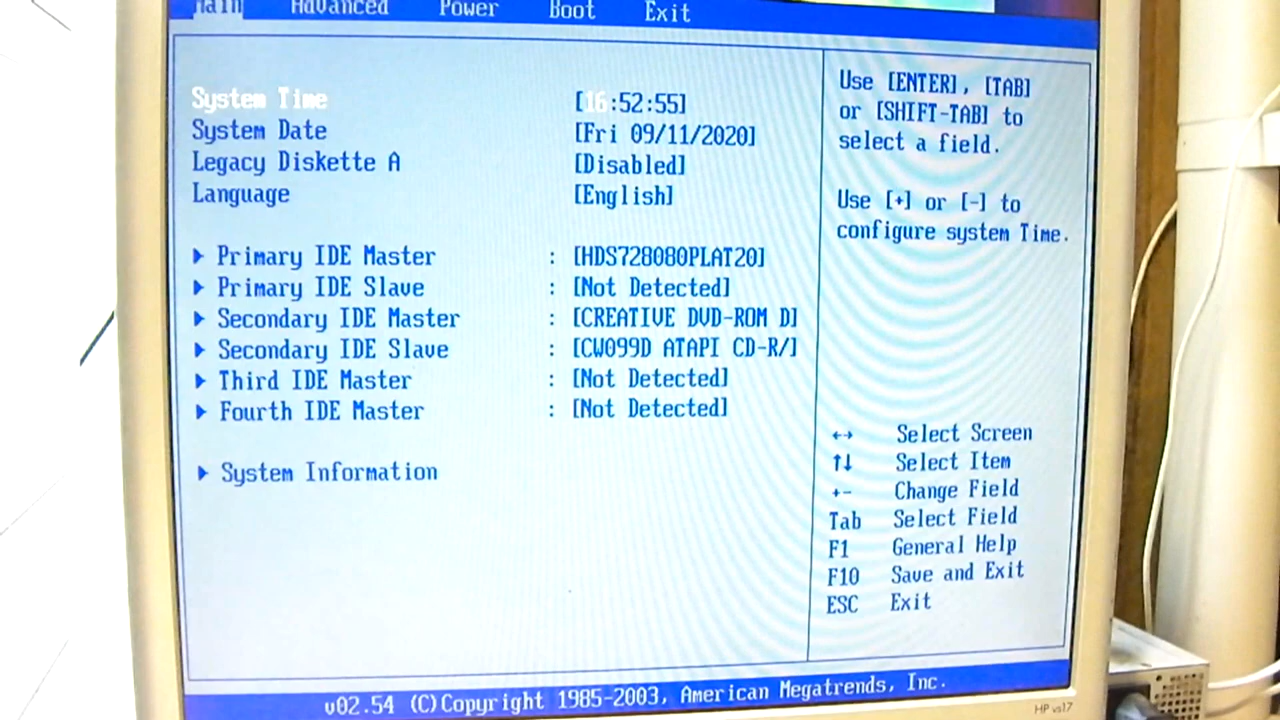 Main Advanced Power Boot Exit
System Time [16:52:55]
System Date [Fri 09/11/2020]
Legacy Diskette A [Disabled]
Language [English]
Primary IDE Master : [HDS728080PLAT20]
Primary IDE Slave : [Not Detected]
Secondary IDE Master : [CREATIVE DVD-ROM D]
Secondary IDE Slave : [CW099D ATAPI CD-R/]
Third IDE Master : [Not Detected]
Fourth IDE Master : [Not Detected]
System Information
Use [ENTER], [TAB]
or [SHIFT-TAB] to
select a field.
Use [+] or [-] to
configure system Time.
↔ Select Screen
↑↓ Select Item
+- Change Field
Tab Select Field
F1 General Help
F10 Save and Exit
ESC Exit
v02.54 (C)Copyright 1985-2003, American Megatrends, Inc.
HP vs17